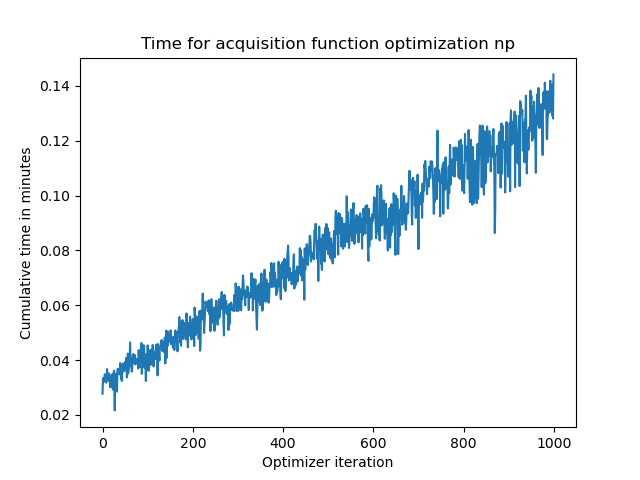 Time for acquisition function optimization np
0.14
0.12
0.10
0.08
0.06
0.04
0.02
Cumulative time in minutes
0 200 400 600 800 1000
Optimizer iteration